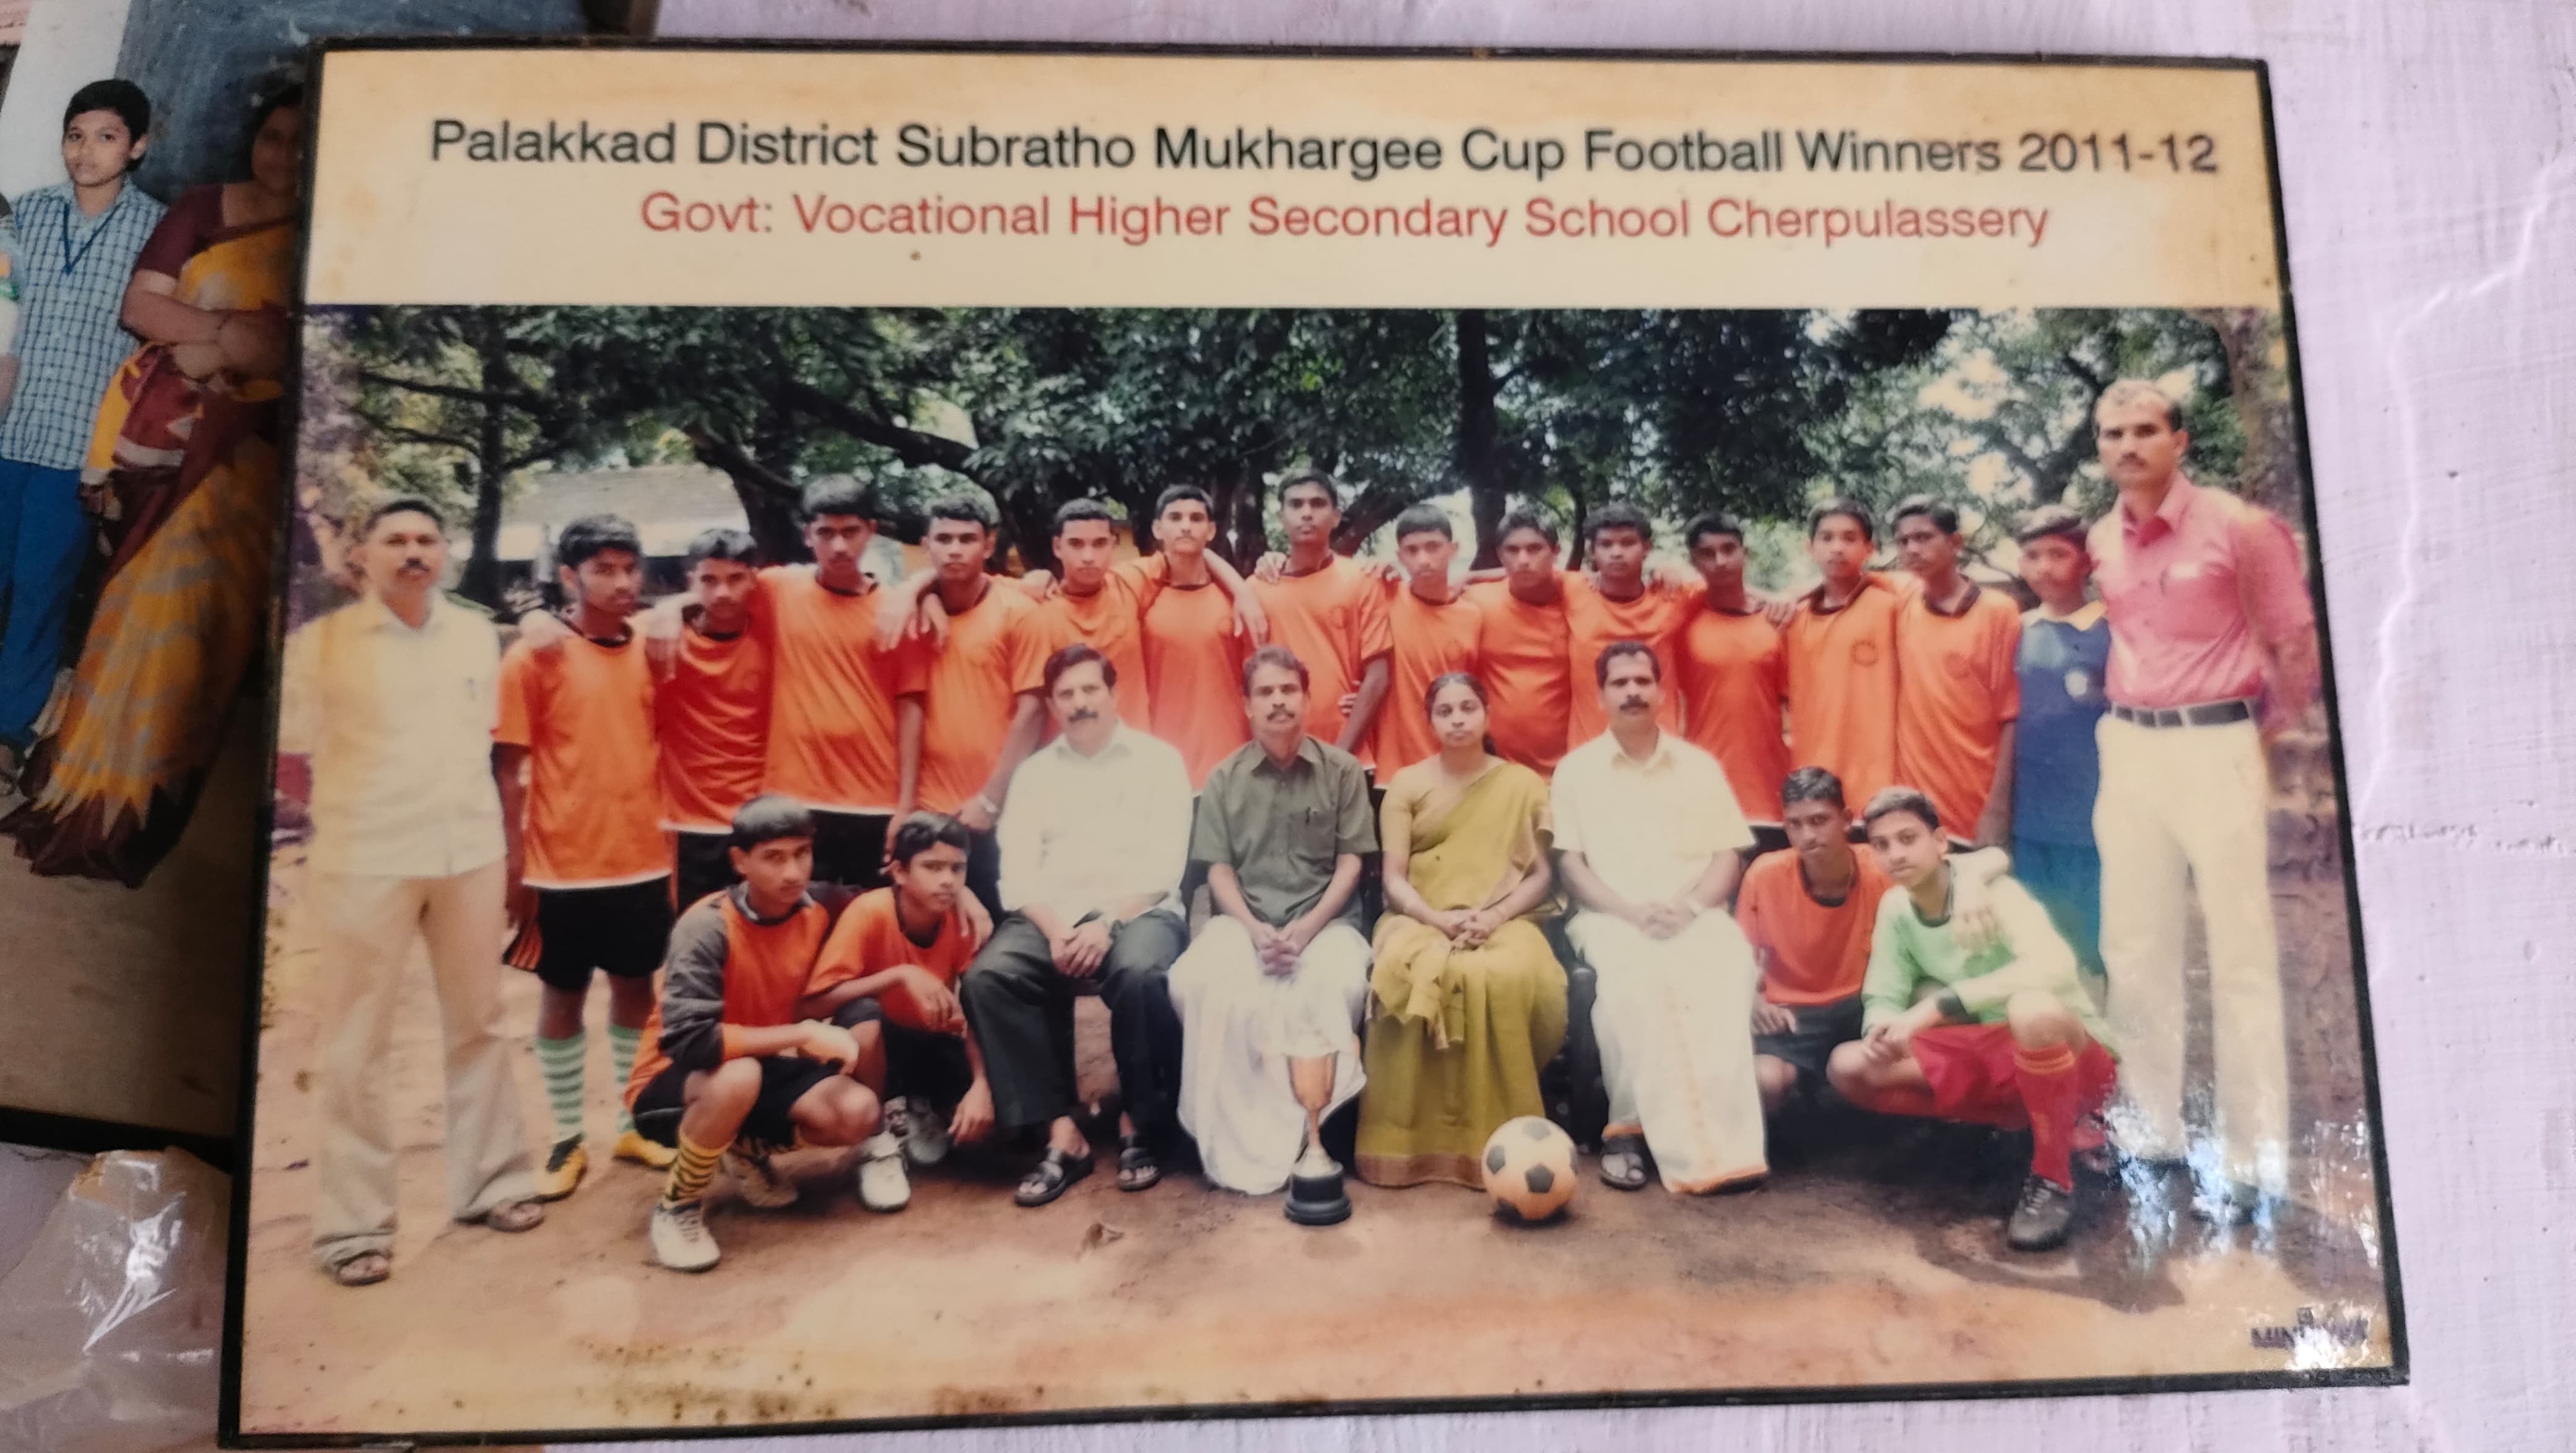 Palakkad District Subratho Mukhargee Cup Football Winners 2011-12
Govt: Vocational Higher Secondary School Cherpulassery